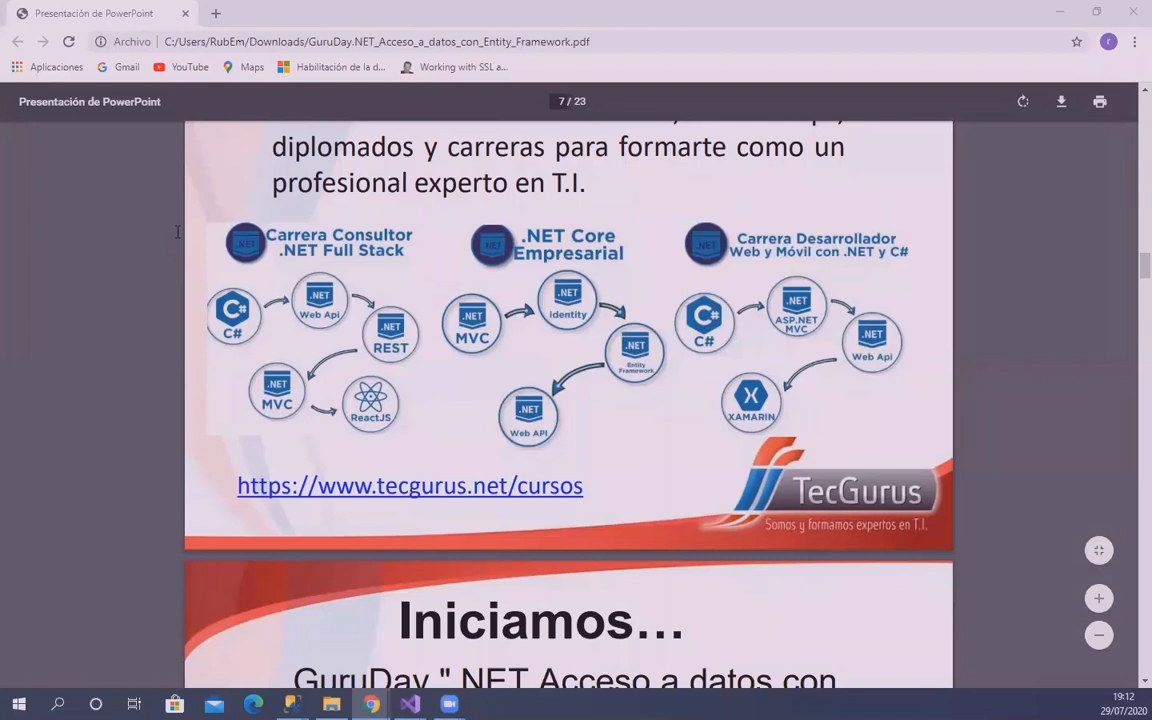 Presentación de PowerPoint
Archivo
C:/Users/RubEm/Downloads/GuruDay.NET_Acceso_a_datos_con_Entity_Framework.pdf
r
Aplicaciones
Gmail
YouTube
Maps
Habilitación de la d...
Working with SSL a...
Presentación de PowerPoint
7 / 23
diplomados y carreras para formarte como un
profesional experto en T.I.
.NET
Carrera Consultor
.NET Full Stack
C#
.NET
Web Api
.NET
REST
.NET
MVC
ReactJS
.NET
.NET Core
Empresarial
.NET
MVC
.NET
Identity
.NET
Entity
Framework
.NET
Web API
.NET
Carrera Desarrollador
Web y Móvil con .NET y C#
C#
.NET
ASP.NET
MVC
.NET
Web Api
X
XAMARIN
https://www.tecgurus.net/cursos
TecGurus
Somos y formamos expertos en T.I.
Iniciamos...
GuruDay ".NET Acceso a datos con
19:12
29/07/2020